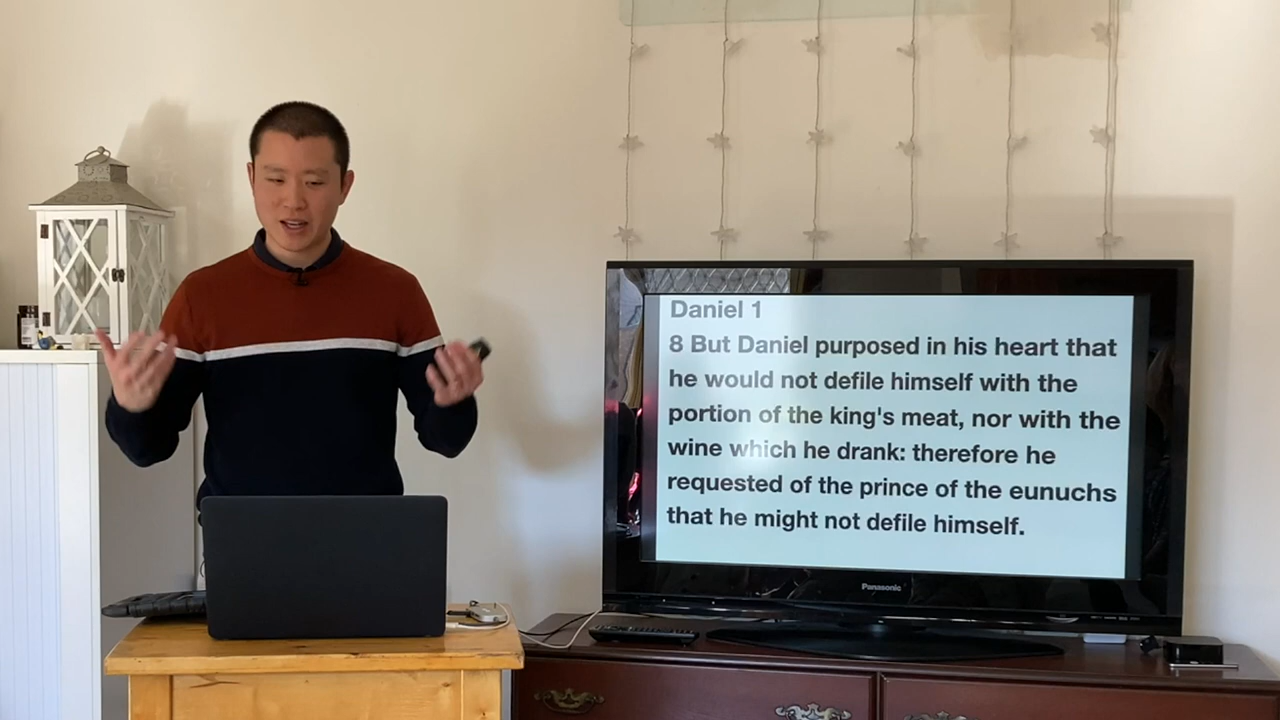 Daniel 1
8 But Daniel purposed in his heart that
he would not defile himself with the
portion of the king's meat, nor with the
wine which he drank: therefore he
requested of the prince of the eunuchs
that he might not defile himself.
Panasonic